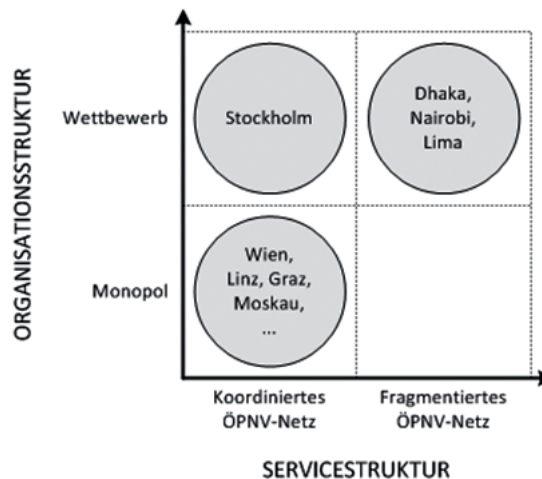 ORGANISATIONSSTRUKTUR
Wettbewerb
Stockholm
Dhaka,
Nairobi,
Lima
Monopol
Wien,
Linz, Graz,
Moskau,
...
Koordiniertes
ÖPNV-Netz
Fragmentiertes
ÖPNV-Netz
SERVICESTRUKTUR